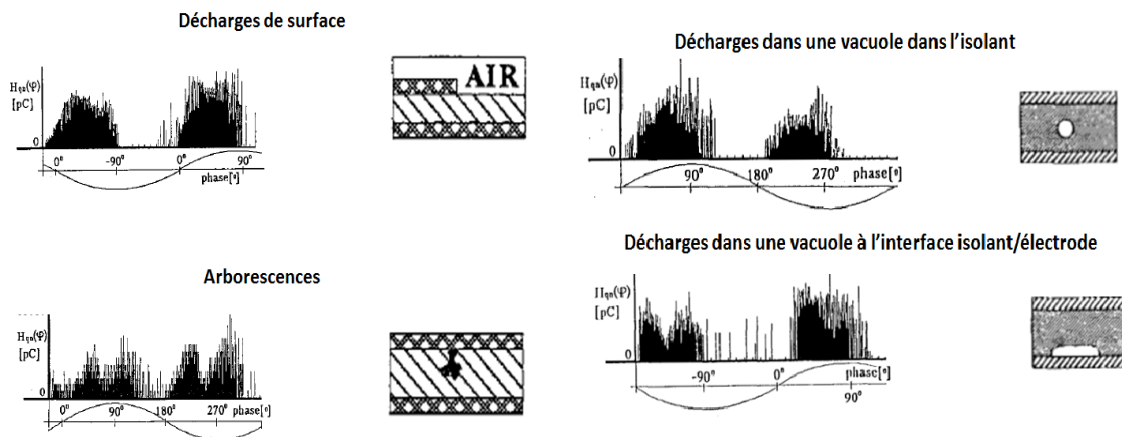 Décharges de surface
Hqn(φ)
[pC]
0
0°
-90°
0°
90°
phase[°]
AIR
Décharges dans une vacuole dans l'isolant
Hqn(φ)
[pC]
0
90°
180°
270°
phase[°]
Arborescences
Hqn(φ)
[pC]
0
0°
90°
180°
270°
phase[°]
Décharges dans une vacuole à l'interface isolant/électrode
Hqn(φ)
[pC]
0
-90°
0°
90°
phase[°]